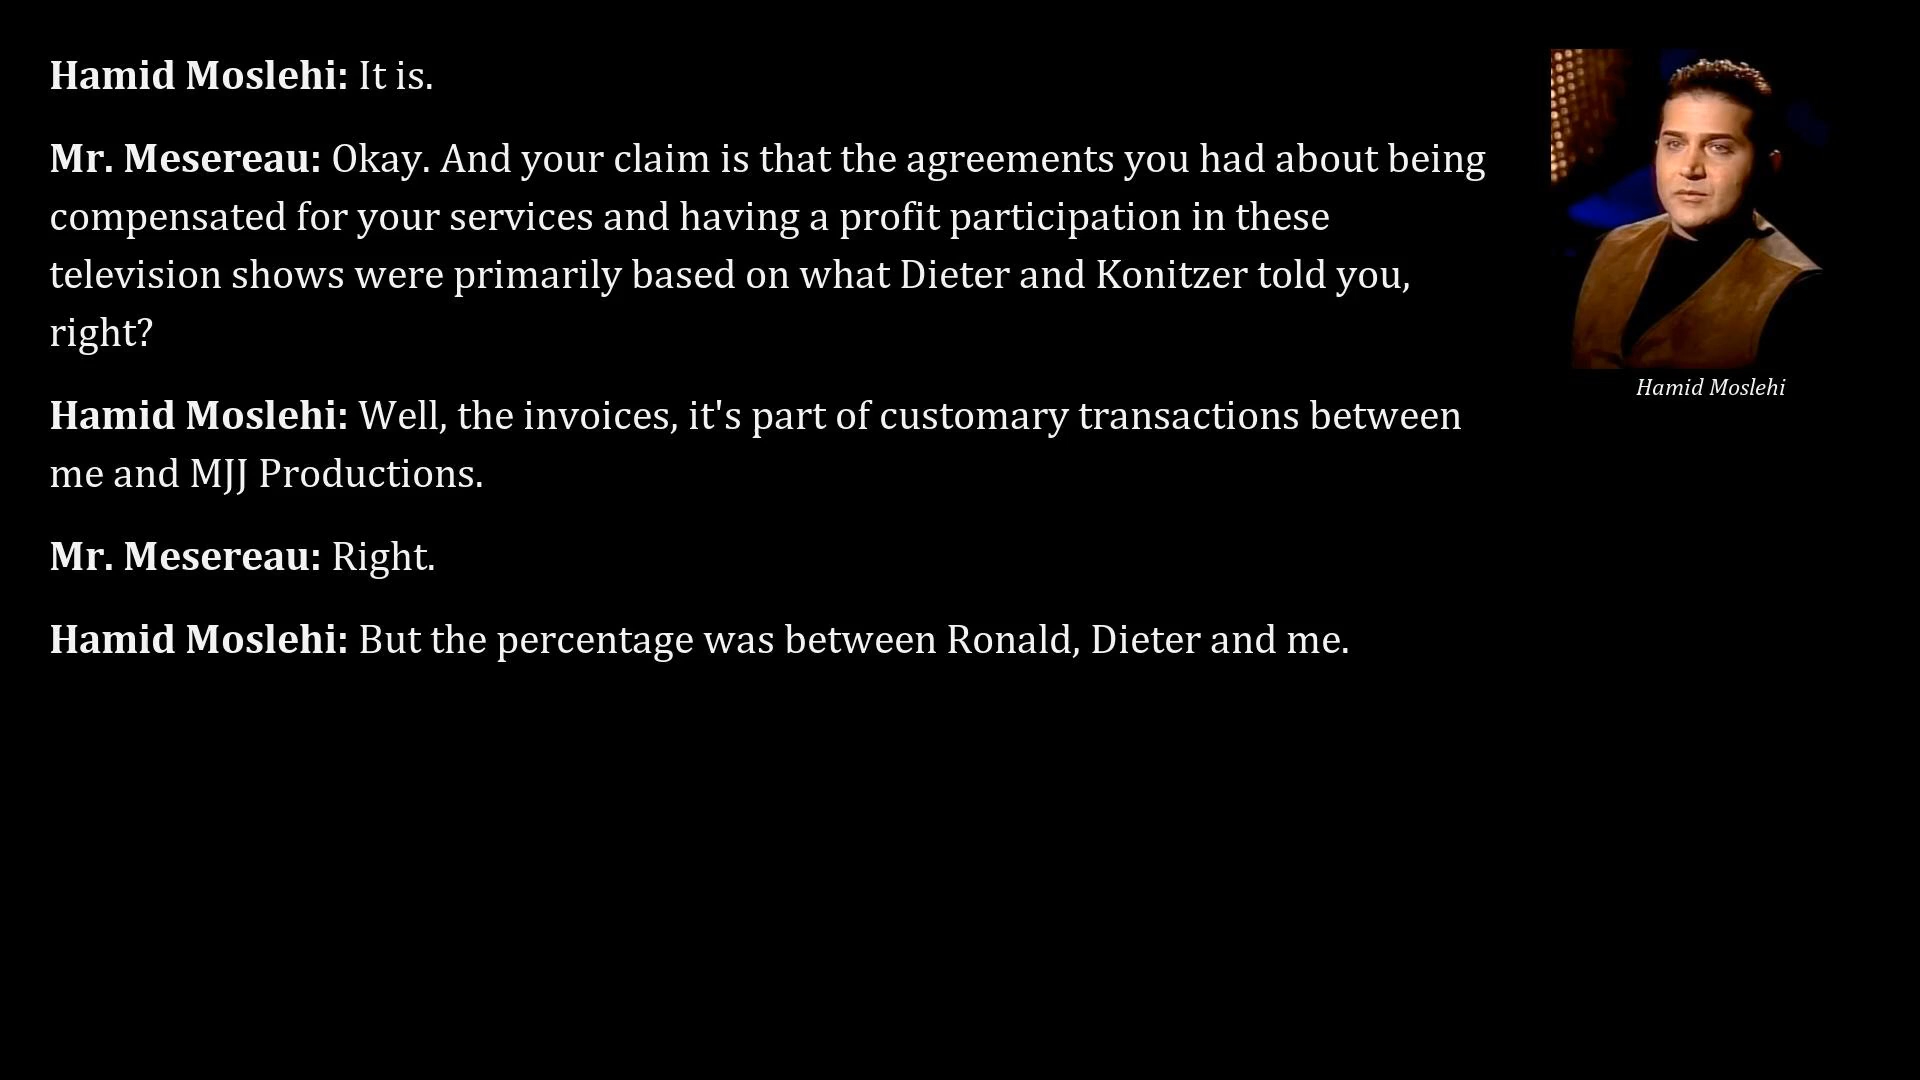 Hamid Moslehi: It is.
Mr. Mesereau: Okay. And your claim is that the agreements you had about being
compensated for your services and having a profit participation in these
television shows were primarily based on what Dieter and Konitzer told you,
right?
Hamid Moslehi: Well, the invoices, it's part of customary transactions between
me and MJJ Productions.
Mr. Mesereau: Right.
Hamid Moslehi: But the percentage was between Ronald, Dieter and me.
Hamid Moslehi